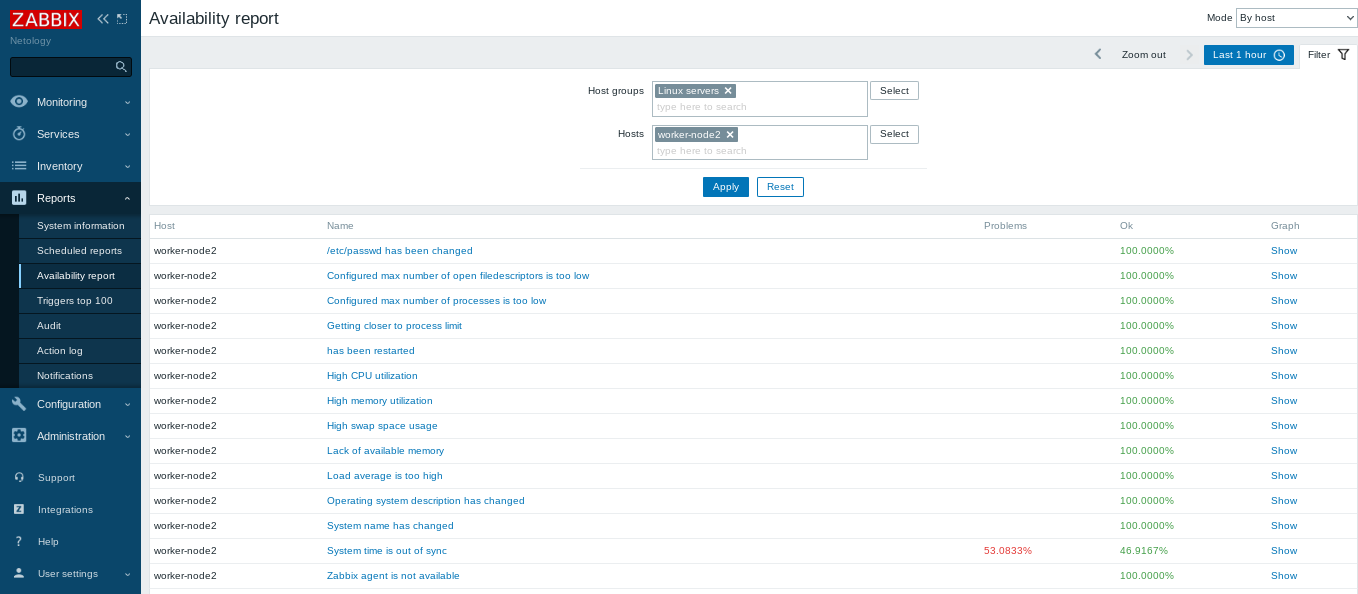 ZABBIX
Netology
Monitoring
Services
Inventory
Reports
System information
Scheduled reports
Availability report
Triggers top 100
Audit
Action log
Notifications
Configuration
Administration
Support
Integrations
Help
User settings
Availability report
Mode By host
Zoom out Last 1 hour Filter
Host groups Linux servers Select
type here to search
Hosts worker-node2 Select
type here to search
Apply Reset
Host Name Problems Ok Graph
worker-node2 /etc/passwd has been changed 100.0000% Show
worker-node2 Configured max number of open filedescriptors is too low 100.0000% Show
worker-node2 Configured max number of processes is too low 100.0000% Show
worker-node2 Getting closer to process limit 100.0000% Show
worker-node2 has been restarted 100.0000% Show
worker-node2 High CPU utilization 100.0000% Show
worker-node2 High memory utilization 100.0000% Show
worker-node2 High swap space usage 100.0000% Show
worker-node2 Lack of available memory 100.0000% Show
worker-node2 Load average is too high 100.0000% Show
worker-node2 Operating system description has changed 100.0000% Show
worker-node2 System name has changed 100.0000% Show
worker-node2 System time is out of sync 53.0833% 46.9167% Show
worker-node2 Zabbix agent is not available 100.0000% Show